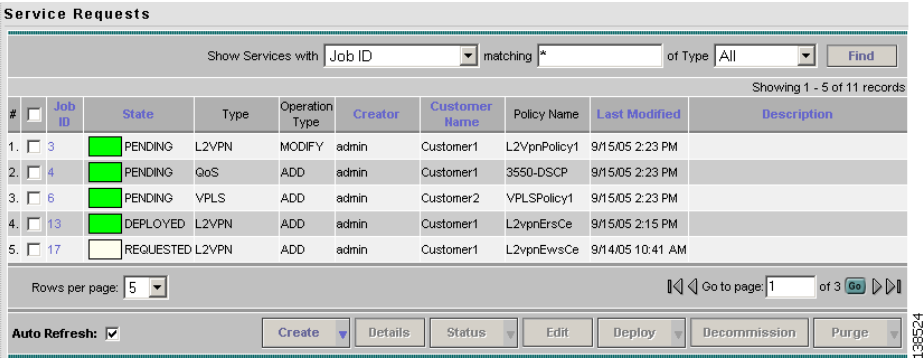 Service Requests
Show Services with Job ID matching * of Type All Find
Showing 1 - 5 of 11 records
# Job ID State Type Operation Type Creator Customer Name Policy Name Last Modified Description
1. 3 PENDING L2VPN MODIFY admin Customer1 L2VpnPolicy1 9/15/05 2:23 PM
2. 4 PENDING QoS ADD admin Customer1 3550-DSCP 9/15/05 2:23 PM
3. 6 PENDING VPLS ADD admin Customer2 VPLSPolicy1 9/15/05 2:23 PM
4. 13 DEPLOYED L2VPN ADD admin Customer1 L2vpnErsCe 9/15/05 2:15 PM
5. 17 REQUESTED L2VPN ADD admin Customer1 L2vpnEwsCe 9/14/05 10:41 AM
Rows per page: 5 Go to page: 1 of 3 Go
Auto Refresh: Create Details Status Edit Deploy Decommission Purge
138524